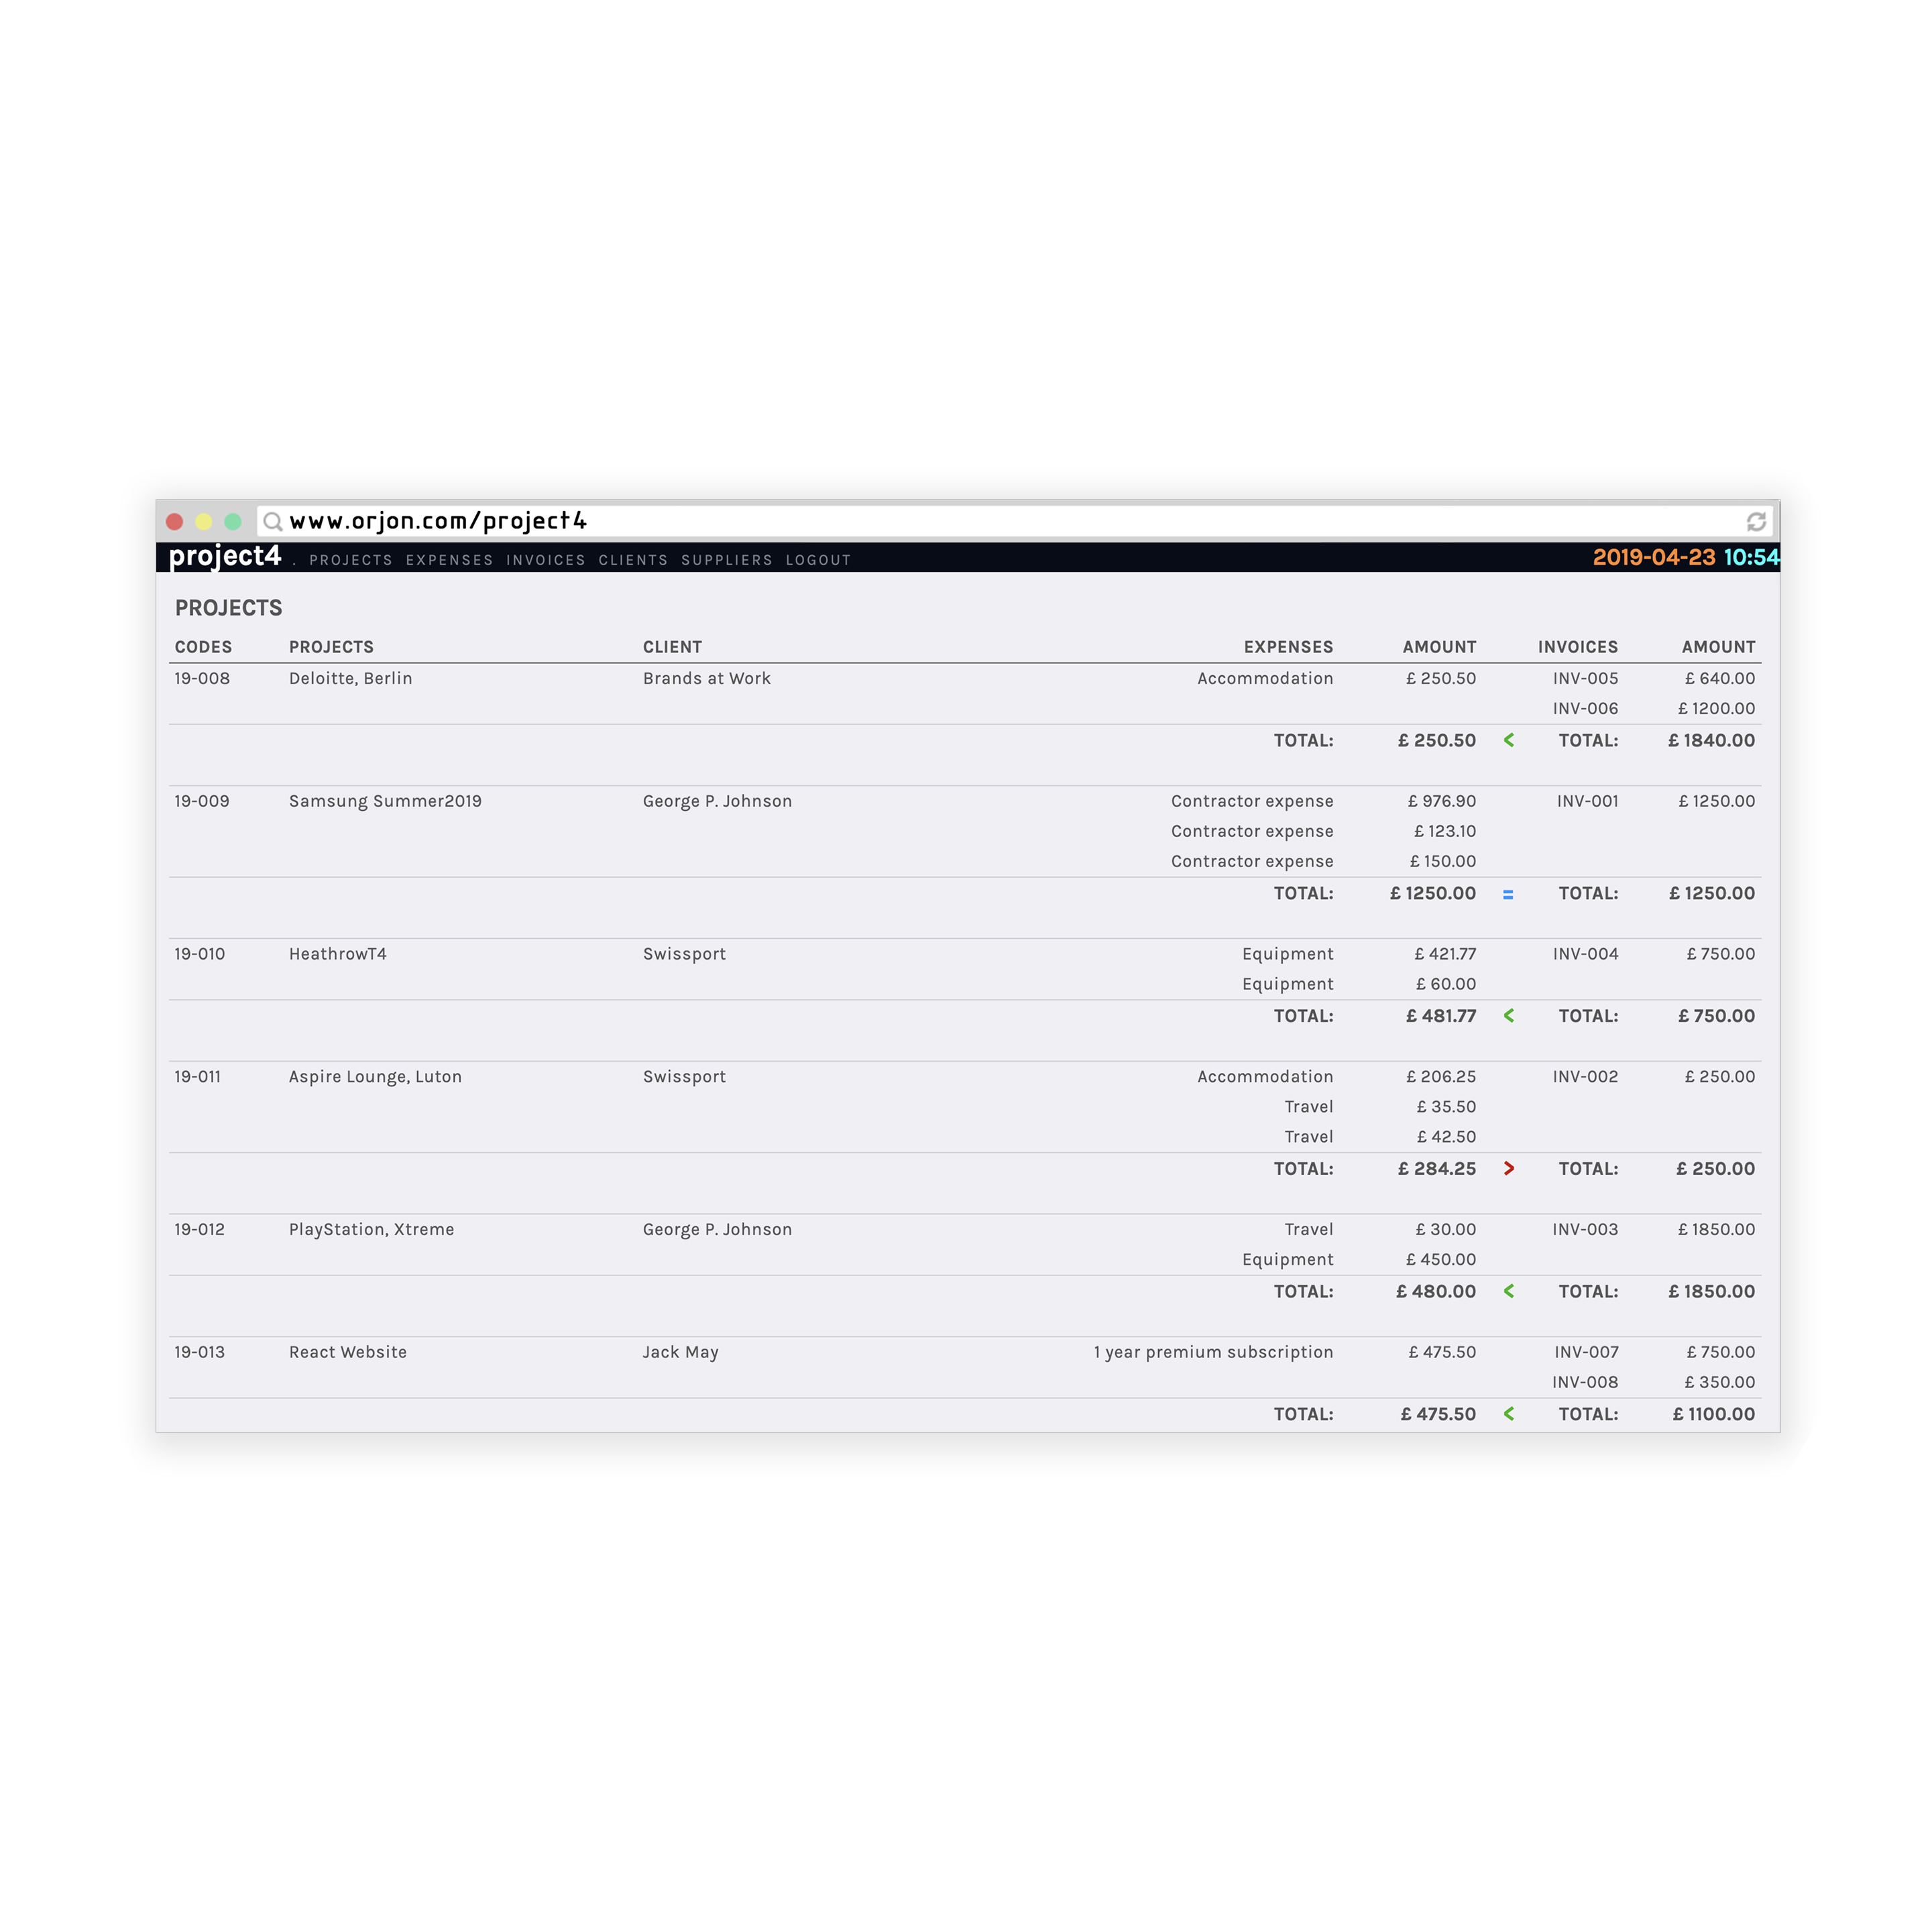 www.orjon.com/project4
project4 . PROJECTS EXPENSES INVOICES CLIENTS SUPPLIERS LOGOUT 2019-04-23 10:54
PROJECTS
CODES PROJECTS CLIENT EXPENSES AMOUNT INVOICES AMOUNT
19-008 Deloitte, Berlin Brands at Work Accommodation £ 250.50 INV-005 £ 640.00
INV-006 £ 1200.00
TOTAL: £ 250.50 < TOTAL: £ 1840.00
19-009 Samsung Summer2019 George P. Johnson Contractor expense £ 976.90 INV-001 £ 1250.00
Contractor expense £ 123.10
Contractor expense £ 150.00
TOTAL: £ 1250.00 = TOTAL: £ 1250.00
19-010 HeathrowT4 Swissport Equipment £ 421.77 INV-004 £ 750.00
Equipment £ 60.00
TOTAL: £ 481.77 < TOTAL: £ 750.00
19-011 Aspire Lounge, Luton Swissport Accommodation £ 206.25 INV-002 £ 250.00
Travel £ 35.50
Travel £ 42.50
TOTAL: £ 284.25 > TOTAL: £ 250.00
19-012 PlayStation, Xtreme George P. Johnson Travel £ 30.00 INV-003 £ 1850.00
Equipment £ 450.00
TOTAL: £ 480.00 < TOTAL: £ 1850.00
19-013 React Website Jack May 1 year premium subscription £ 475.50 INV-007 £ 750.00
INV-008 £ 350.00
TOTAL: £ 475.50 < TOTAL: £ 1100.00